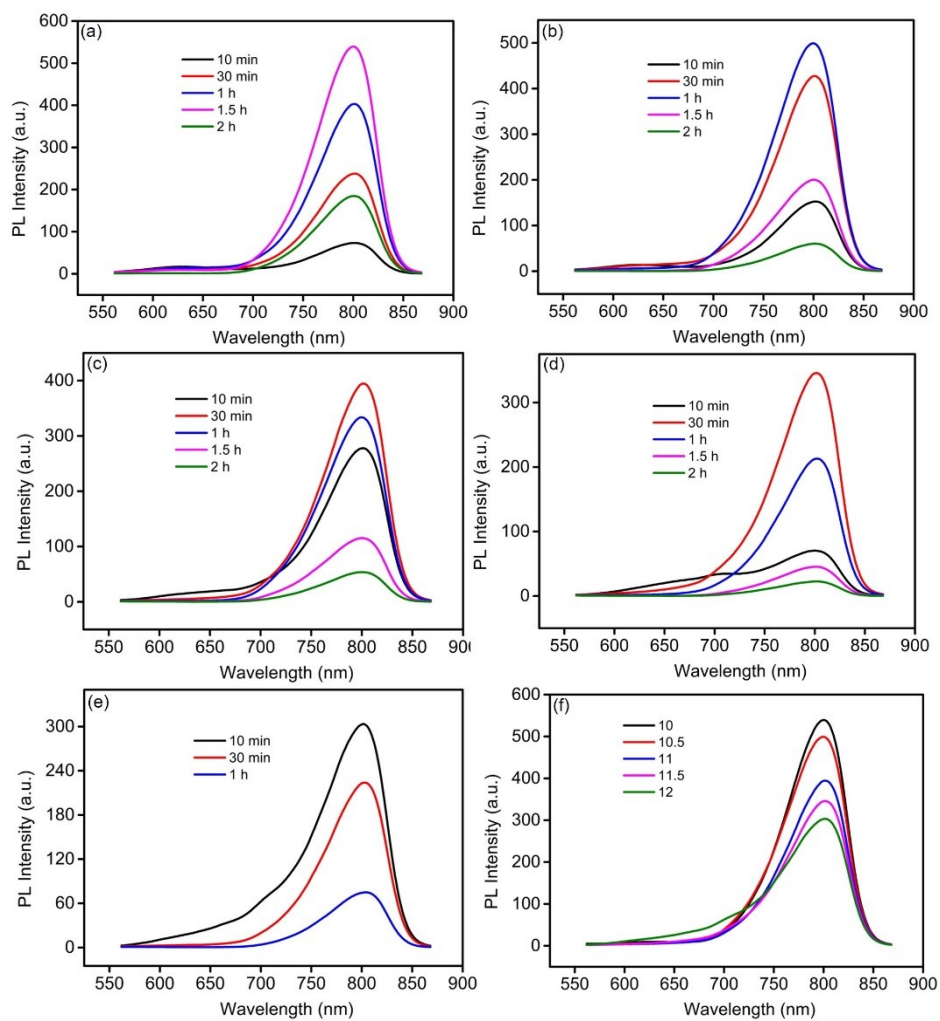 (a)
PL Intensity (a.u.)
600
500
400
300
200
100
0
10 min
30 min
1 h
1.5 h
2 h
550 600 650 700 750 800 850 900
Wavelength (nm)
(b)
PL Intensity (a.u.)
500
400
300
200
100
0
10 min
30 min
1 h
1.5 h
2 h
550 600 650 700 750 800 850 900
Wavelength (nm)
(c)
PL Intensity (a.u.)
400
300
200
100
0
10 min
30 min
1 h
1.5 h
2 h
550 600 650 700 750 800 850 900
Wavelength (nm)
(d)
PL Intensity (a.u.)
300
200
100
0
10 min
30 min
1 h
1.5 h
2 h
550 600 650 700 750 800 850 900
Wavelength (nm)
(e)
PL Intensity (a.u.)
300
240
180
120
60
0
10 min
30 min
1 h
550 600 650 700 750 800 850 900
Wavelength (nm)
(f)
PL Intensity (a.u.)
600
500
400
300
200
100
0
10
10.5
11
11.5
12
550 600 650 700 750 800 850 900
Wavelength (nm)